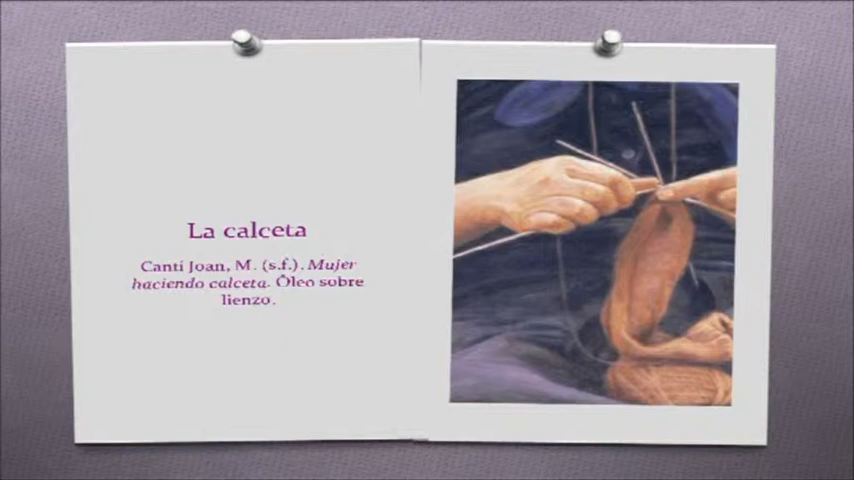 La calceta
Cantí Joan, M. (s.f.). Mujer
haciendo calceta. Óleo sobre
lienzo.